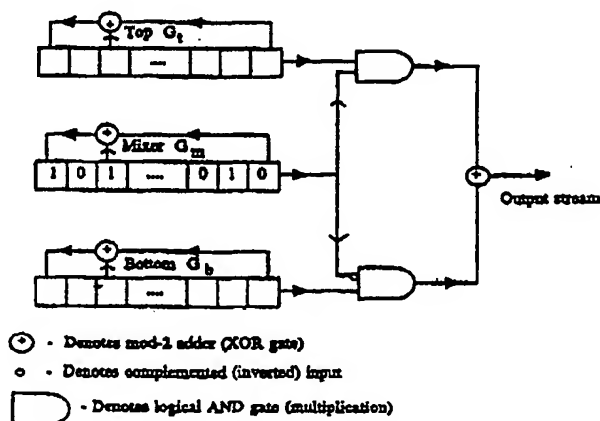 Top G_t
....
Mixer G_m
1 0 1 .... 0 1 0
Output stream
Bottom G_b
....
+ - Denotes mod-2 adder (XOR gate)
o - Denotes complemented (inverted) input
- Denotes logical AND gate (multiplication)